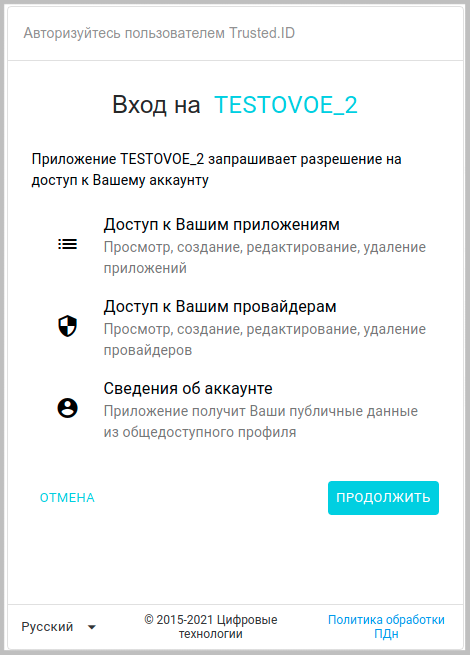 Авторизуйтесь пользователем Trusted.ID
Вход на TESTOVOE_2
Приложение TESTOVOE_2 запрашивает разрешение на
доступ к Вашему аккаунту
Доступ к Вашим приложениям
Просмотр, создание, редактирование, удаление
приложений
Доступ к Вашим провайдерам
Просмотр, создание, редактирование, удаление
провайдеров
Сведения об аккаунте
Приложение получит Ваши публичные данные
из общедоступного профиля
ОТМЕНА
ПРОДОЛЖИТЬ
Русский
© 2015-2021 Цифровые
технологии
Политика обработки
ПДн